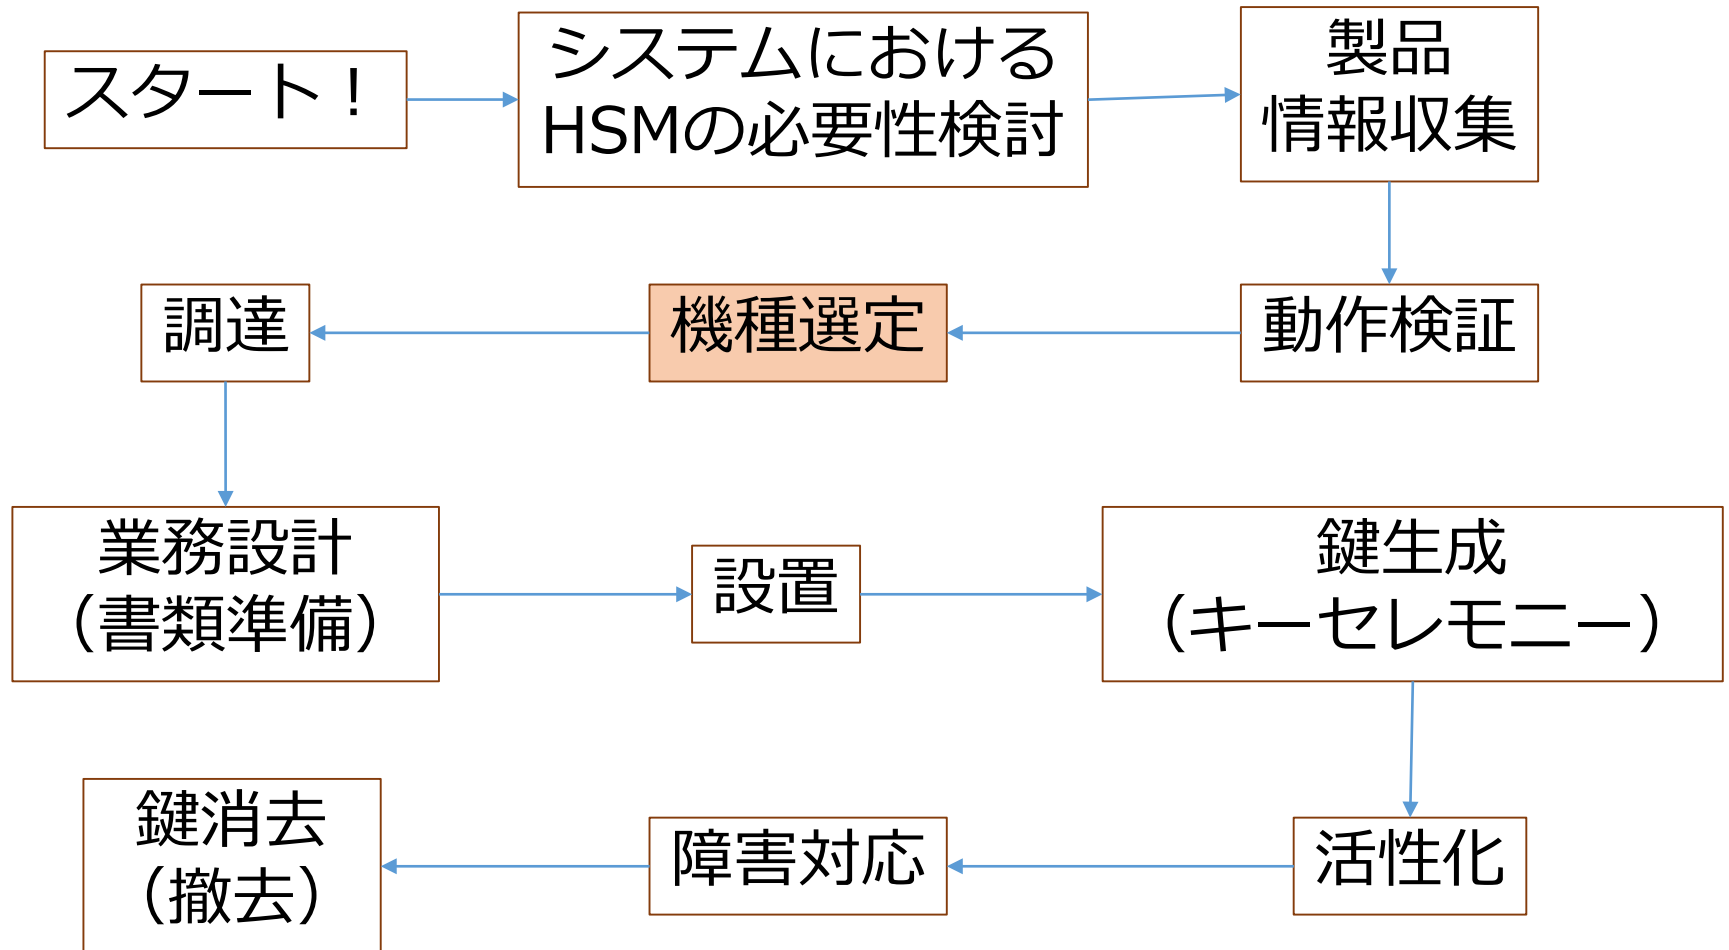 スタート！
システムにおける
HSMの必要性検討
製品
情報収集
動作検証
機種選定
調達
業務設計
（書類準備）
設置
鍵生成
（キーセレモニー）
活性化
障害対応
鍵消去
（撤去）